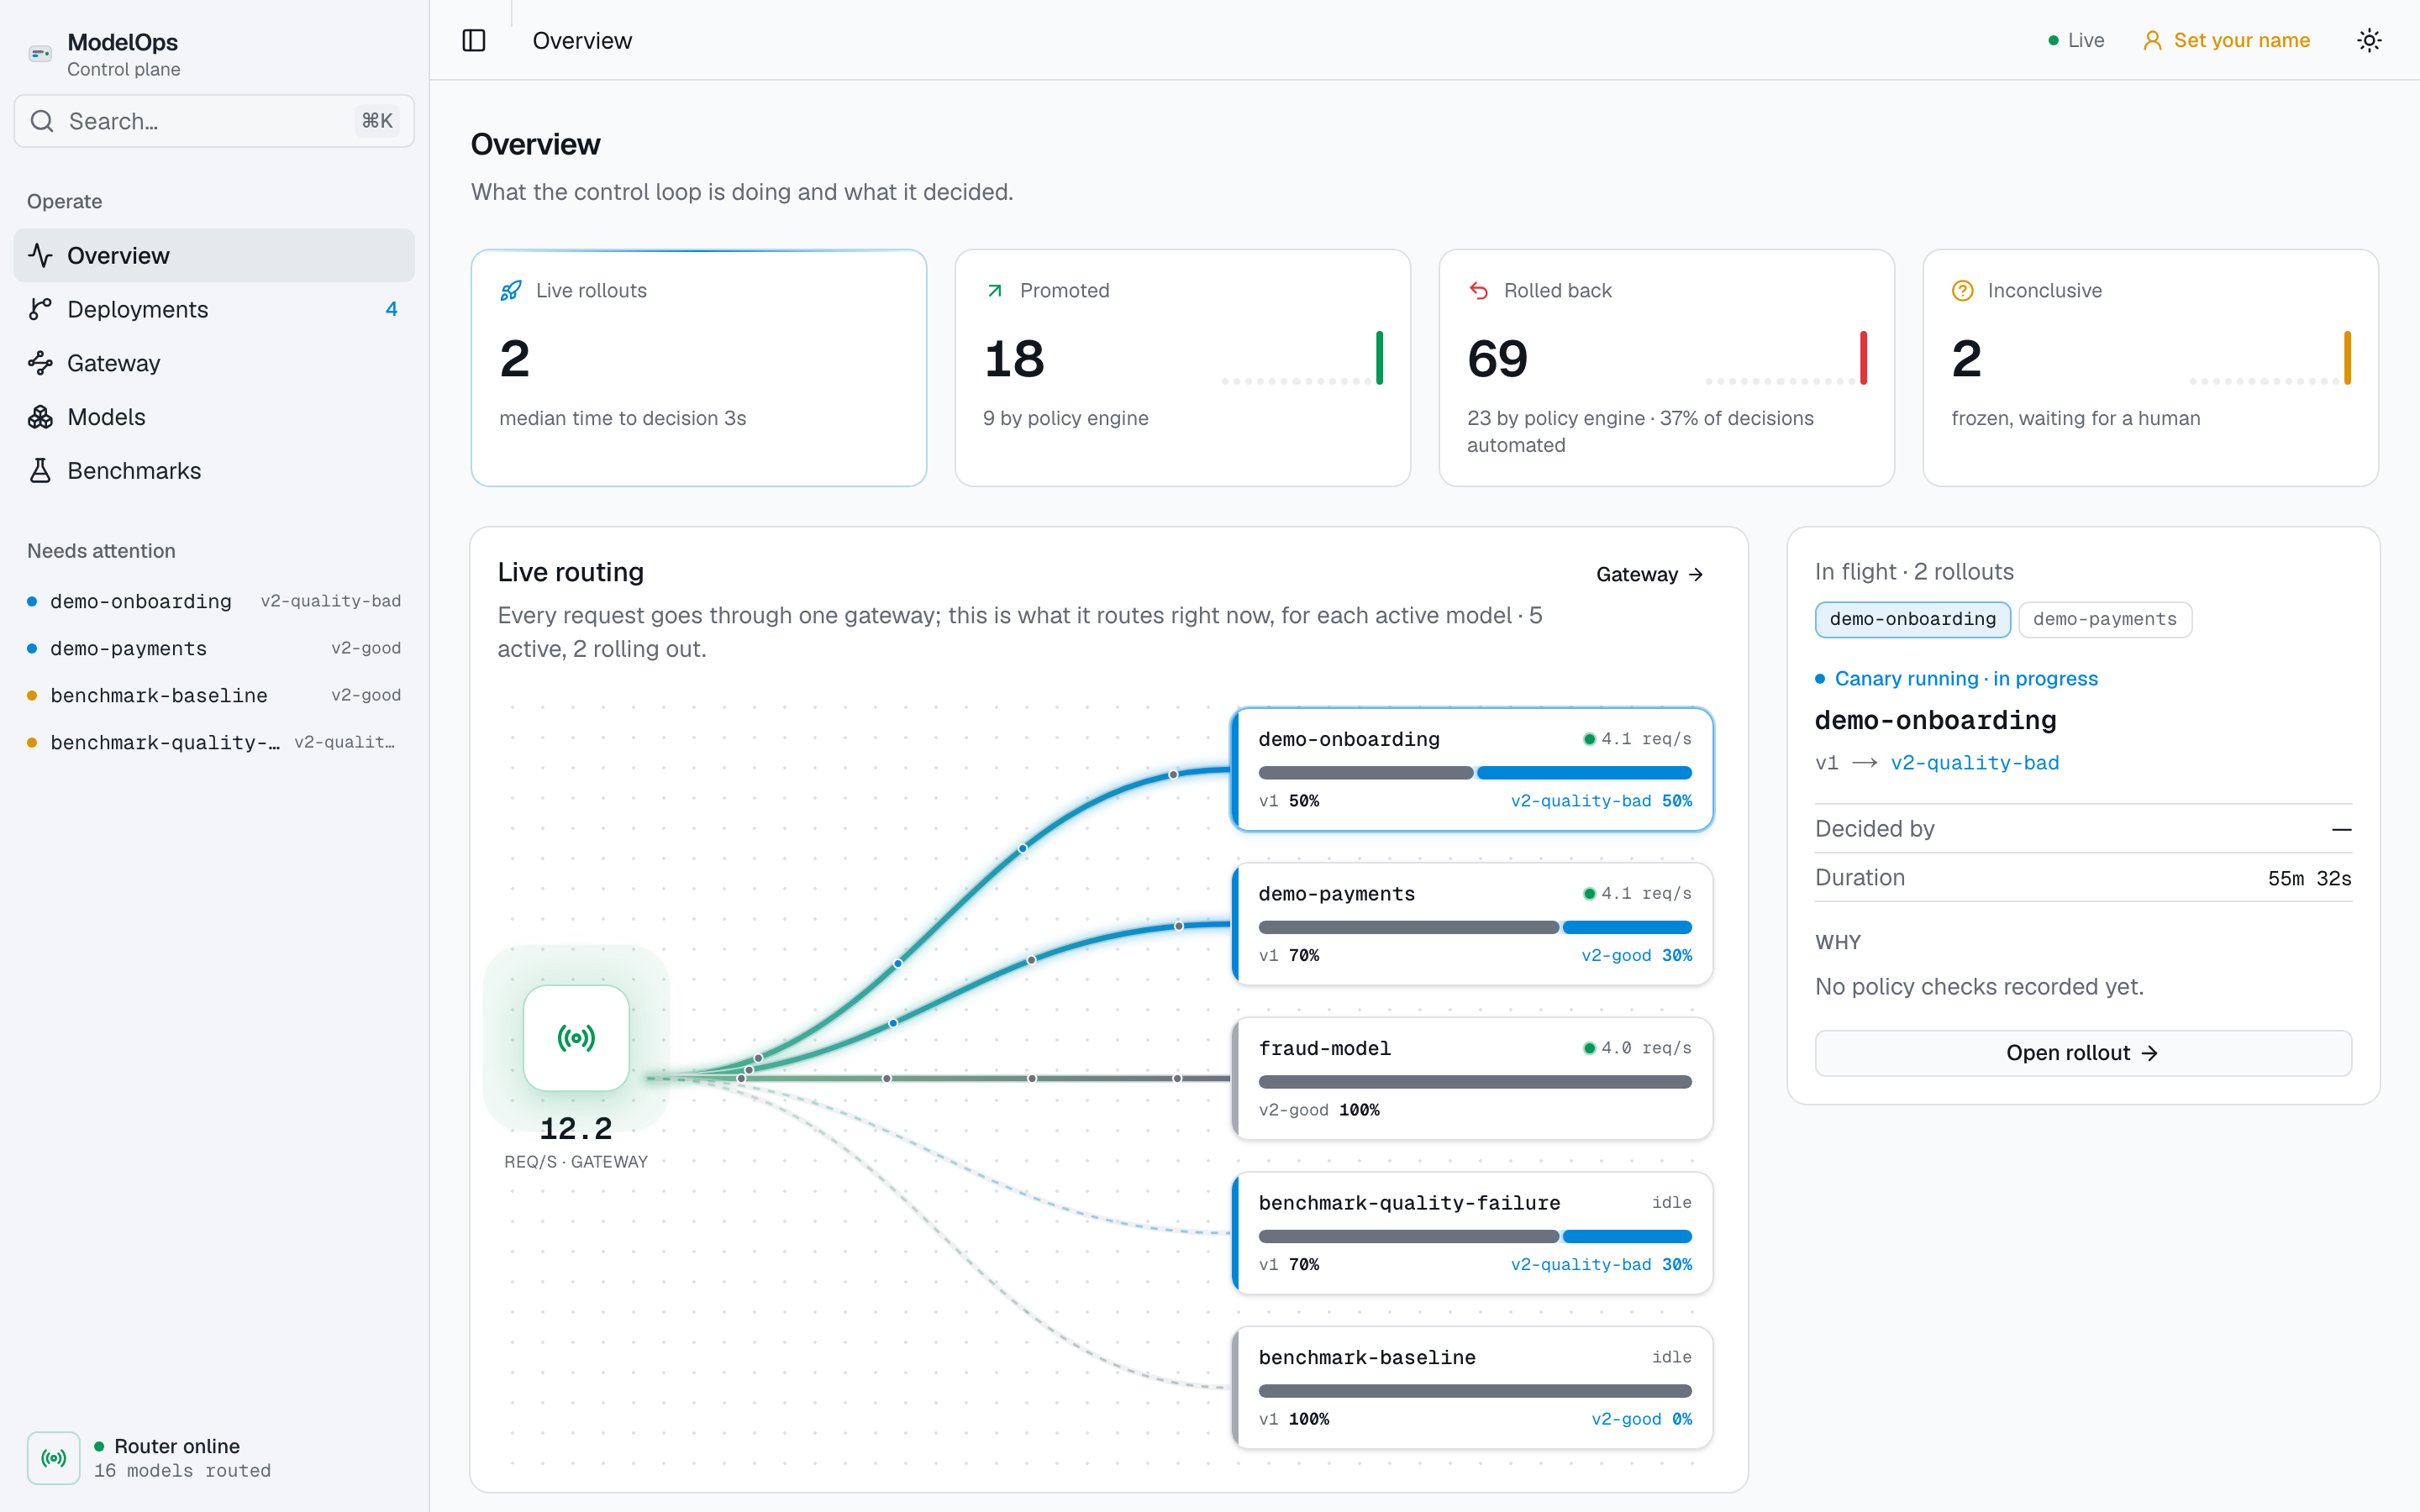 ModelOps
Control plane
Search...
⌘K
Operate
Overview
Deployments 4
Gateway
Models
Benchmarks
Needs attention
demo-onboarding v2-quality-bad
demo-payments v2-good
benchmark-baseline v2-good
benchmark-quality-… v2-qualit…
Router online
16 models routed
Overview
Live
Set your name
Overview
What the control loop is doing and what it decided.
Live rollouts
2
median time to decision 3s
Promoted
18
9 by policy engine
Rolled back
69
23 by policy engine · 37% of decisions
automated
Inconclusive
2
frozen, waiting for a human
Live routing
Gateway →
Every request goes through one gateway; this is what it routes right now, for each active model · 5
active, 2 rolling out.
12.2
REQ/S · GATEWAY
demo-onboarding 4.1 req/s
v1 50% v2-quality-bad 50%
demo-payments 4.1 req/s
v1 70% v2-good 30%
fraud-model 4.0 req/s
v2-good 100%
benchmark-quality-failure idle
v1 70% v2-quality-bad 30%
benchmark-baseline idle
v1 100% v2-good 0%
In flight · 2 rollouts
demo-onboarding demo-payments
Canary running · in progress
demo-onboarding
v1 → v2-quality-bad
Decided by —
Duration 55m 32s
WHY
No policy checks recorded yet.
Open rollout →